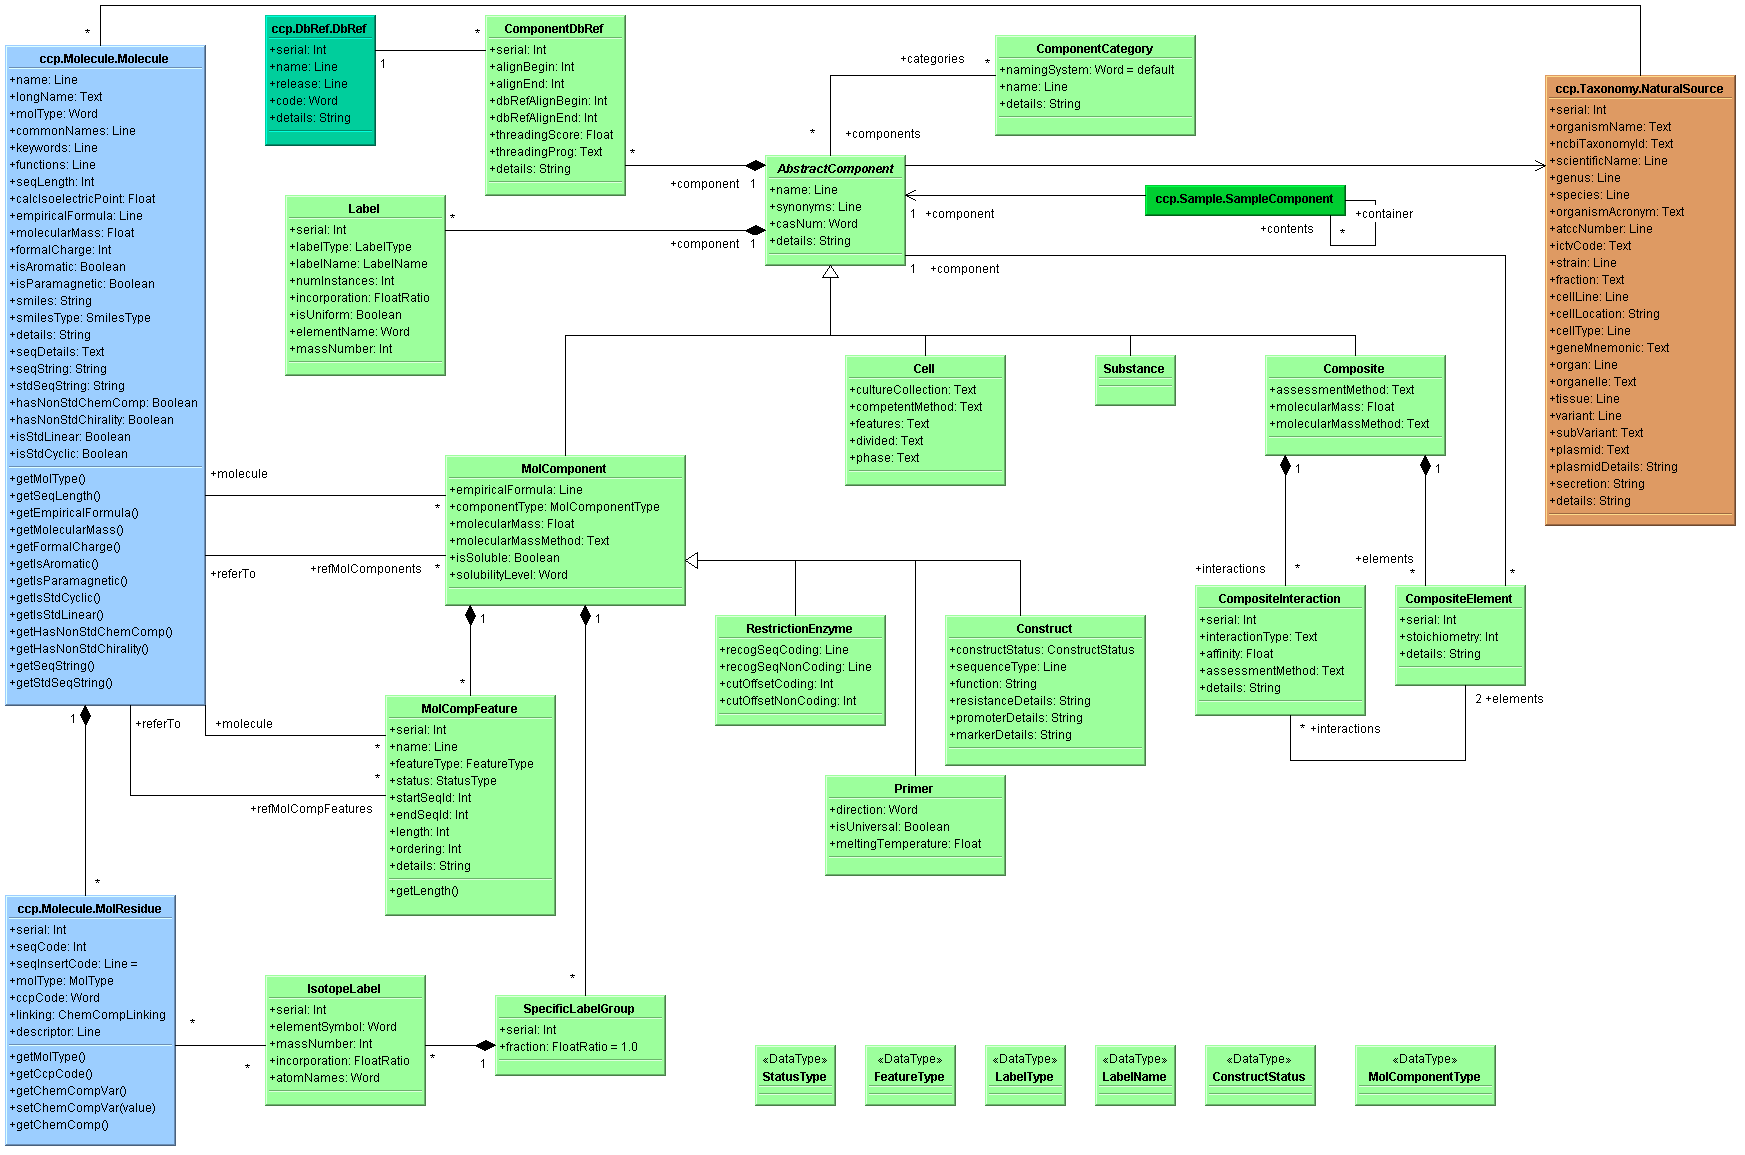 *
ccp.Molecule.Molecule
+name: Line
+longName: Text
+molType: Word
+commonNames: Line
+keywords: Line
+functions: Line
+seqLength: Int
+calcIsoelectricPoint: Float
+empiricalFormula: Line
+molecularMass: Float
+formalCharge: Int
+isAromatic: Boolean
+isParamagnetic: Boolean
+smiles: String
+smilesType: SmilesType
+details: String
+seqDetails: Text
+seqString: String
+stdSeqString: String
+hasNonStdChemComp: Boolean
+hasNonStdChirality: Boolean
+isStdLinear: Boolean
+isStdCyclic: Boolean
+getMolType()
+getSeqLength()
+getEmpiricalFormula()
+getMolecularMass()
+getFormalCharge()
+getIsAromatic()
+getIsParamagnetic()
+getIsStdCyclic()
+getIsStdLinear()
+getHasNonStdChemComp()
+getHasNonStdChirality()
+getSeqString()
+getStdSeqString()
ccp.DbRef.DbRef
+serial: Int
+name: Line
+release: Line
+code: Word
+details: String
*
1
ComponentDbRef
+serial: Int
+alignBegin: Int
+alignEnd: Int
+dbRefAlignBegin: Int
+dbRefAlignEnd: Int
+threadingScore: Float
+threadingProg: Text
+details: String
*
+component 1
Label
+serial: Int
+labelType: LabelType
+labelName: LabelName
+numInstances: Int
+incorporation: FloatRatio
+isUniform: Boolean
+elementName: Word
+massNumber: Int
*
+component 1
+categories *
* +components
ComponentCategory
+namingSystem: Word = default
+name: Line
+details: String
AbstractComponent
+name: Line
+synonyms: Line
+casNum: Word
+details: String
1 +component
1 +component
ccp.Sample.SampleComponent
+container
+contents *
ccp.Taxonomy.NaturalSource
+serial: Int
+organismName: Text
+ncbiTaxonomyId: Text
+scientificName: Line
+genus: Line
+species: Line
+organismAcronym: Text
+atccNumber: Line
+ictvCode: Text
+strain: Line
+fraction: Text
+cellLine: Line
+cellLocation: String
+cellType: Line
+geneMnemonic: Text
+organ: Line
+organelle: Text
+tissue: Line
+variant: Line
+subVariant: Text
+plasmid: Text
+plasmidDetails: String
+secretion: String
+details: String
Cell
+cultureCollection: Text
+competentMethod: Text
+features: Text
+divided: Text
+phase: Text
Substance
Composite
+assessmentMethod: Text
+molecularMass: Float
+molecularMassMethod: Text
1
1
+molecule
*
+referTo
+refMolComponents *
MolComponent
+empiricalFormula: Line
+componentType: MolComponentType
+molecularMass: Float
+molecularMassMethod: Text
+isSoluble: Boolean
+solubilityLevel: Word
1
1
+interactions *
+elements *
*
CompositeInteraction
+serial: Int
+interactionType: Text
+affinity: Float
+assessmentMethod: Text
+details: String
CompositeElement
+serial: Int
+stoichiometry: Int
+details: String
2 +elements
* +interactions
RestrictionEnzyme
+recogSeqCoding: Line
+recogSeqNonCoding: Line
+cutOffsetCoding: Int
+cutOffsetNonCoding: Int
Construct
+constructStatus: ConstructStatus
+sequenceType: Line
+function: String
+resistanceDetails: String
+promoterDetails: String
+markerDetails: String
Primer
+direction: Word
+isUniversal: Boolean
+meltingTemperature: Float
*
MolCompFeature
+serial: Int
+name: Line
+featureType: FeatureType
+status: StatusType
+startSeqId: Int
+endSeqId: Int
+length: Int
+ordering: Int
+details: String
+getLength()
1
+referTo
+molecule
*
*
+refMolCompFeatures
*
ccp.Molecule.MolResidue
+serial: Int
+seqCode: Int
+seqInsertCode: Line =
+molType: MolType
+ccpCode: Word
+linking: ChemCompLinking
+descriptor: Line
+getMolType()
+getCcpCode()
+getChemCompVar()
+setChemCompVar(value)
+getChemComp()
*
*
IsotopeLabel
+serial: Int
+elementSymbol: Word
+massNumber: Int
+incorporation: FloatRatio
+atomNames: Word
*
1
*
SpecificLabelGroup
+serial: Int
+fraction: FloatRatio = 1.0
«DataType»
StatusType
«DataType»
FeatureType
«DataType»
LabelType
«DataType»
LabelName
«DataType»
ConstructStatus
«DataType»
MolComponentType